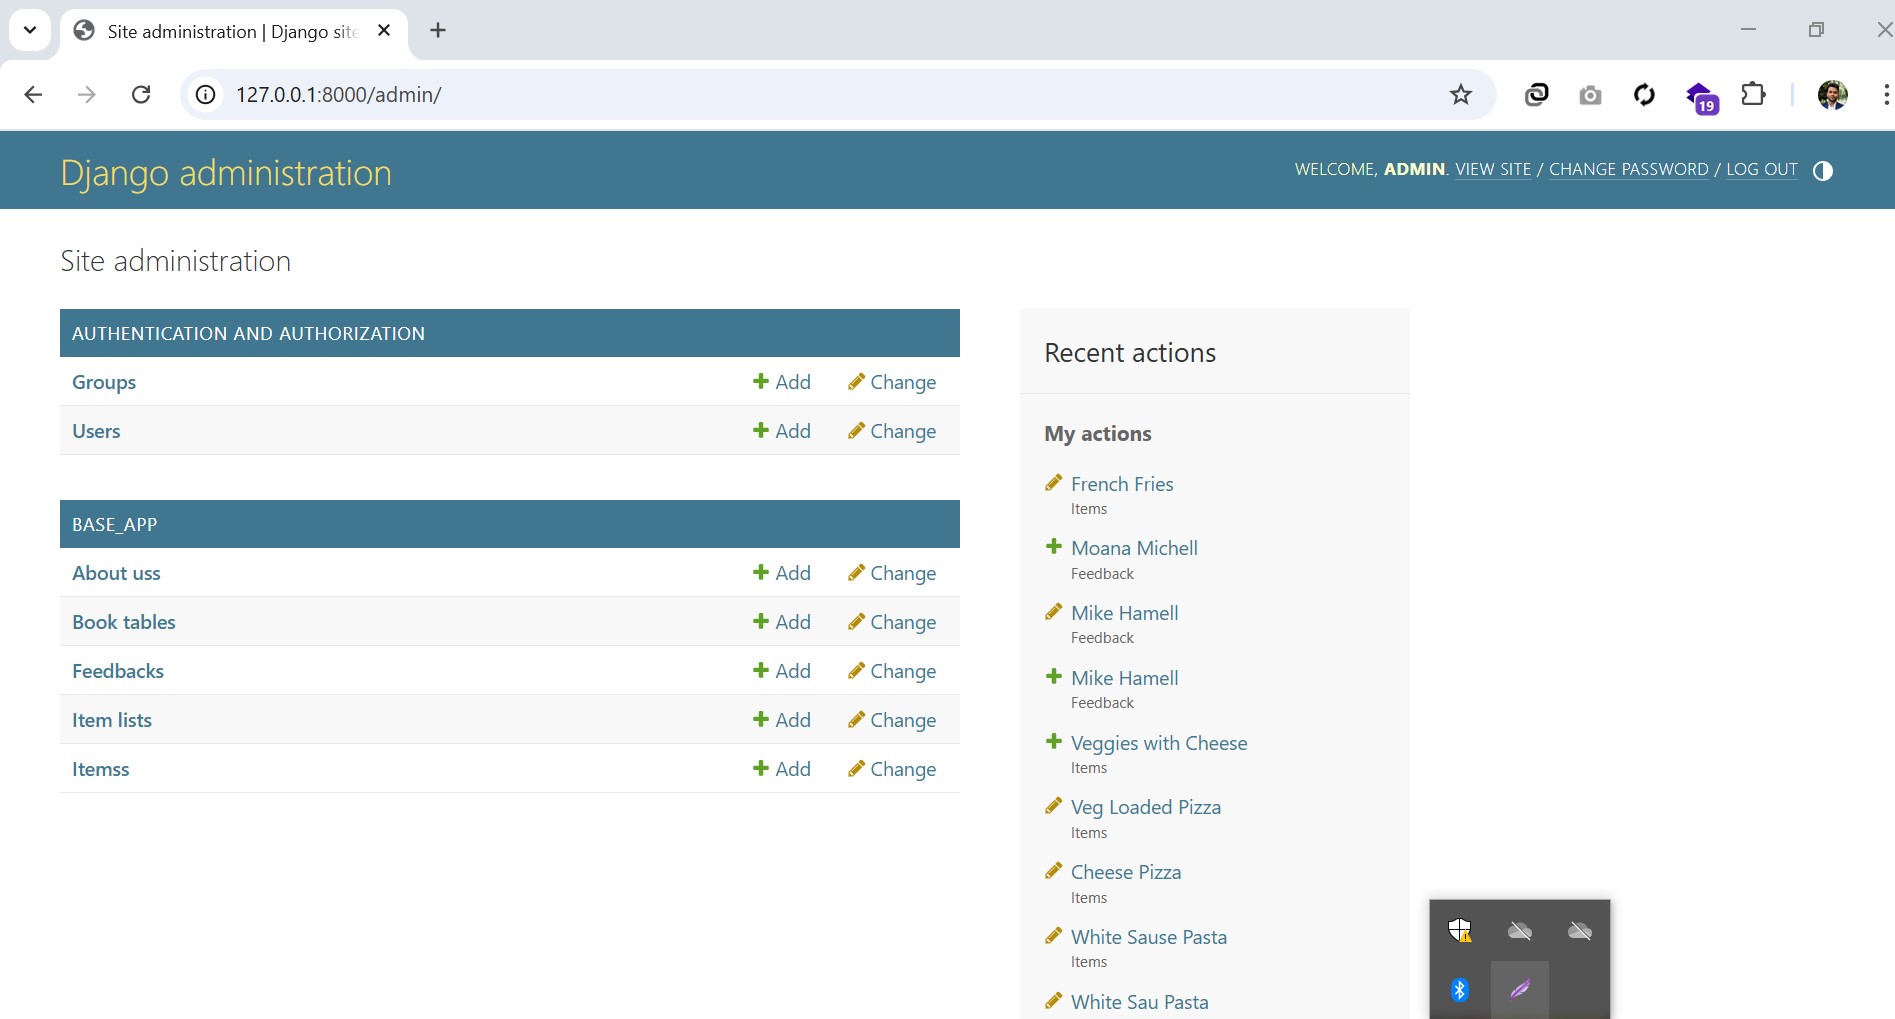 Site administration | Django site
127.0.0.1:8000/admin/
19
Django administration
WELCOME, ADMIN. VIEW SITE / CHANGE PASSWORD / LOG OUT
Site administration
AUTHENTICATION AND AUTHORIZATION
Groups Add Change
Users Add Change
BASE_APP
About uss Add Change
Book tables Add Change
Feedbacks Add Change
Item lists Add Change
Itemss Add Change
Recent actions
My actions
French Fries
Items
Moana Michell
Feedback
Mike Hamell
Feedback
Mike Hamell
Feedback
Veggies with Cheese
Items
Veg Loaded Pizza
Items
Cheese Pizza
Items
White Sause Pasta
Items
White Sau Pasta